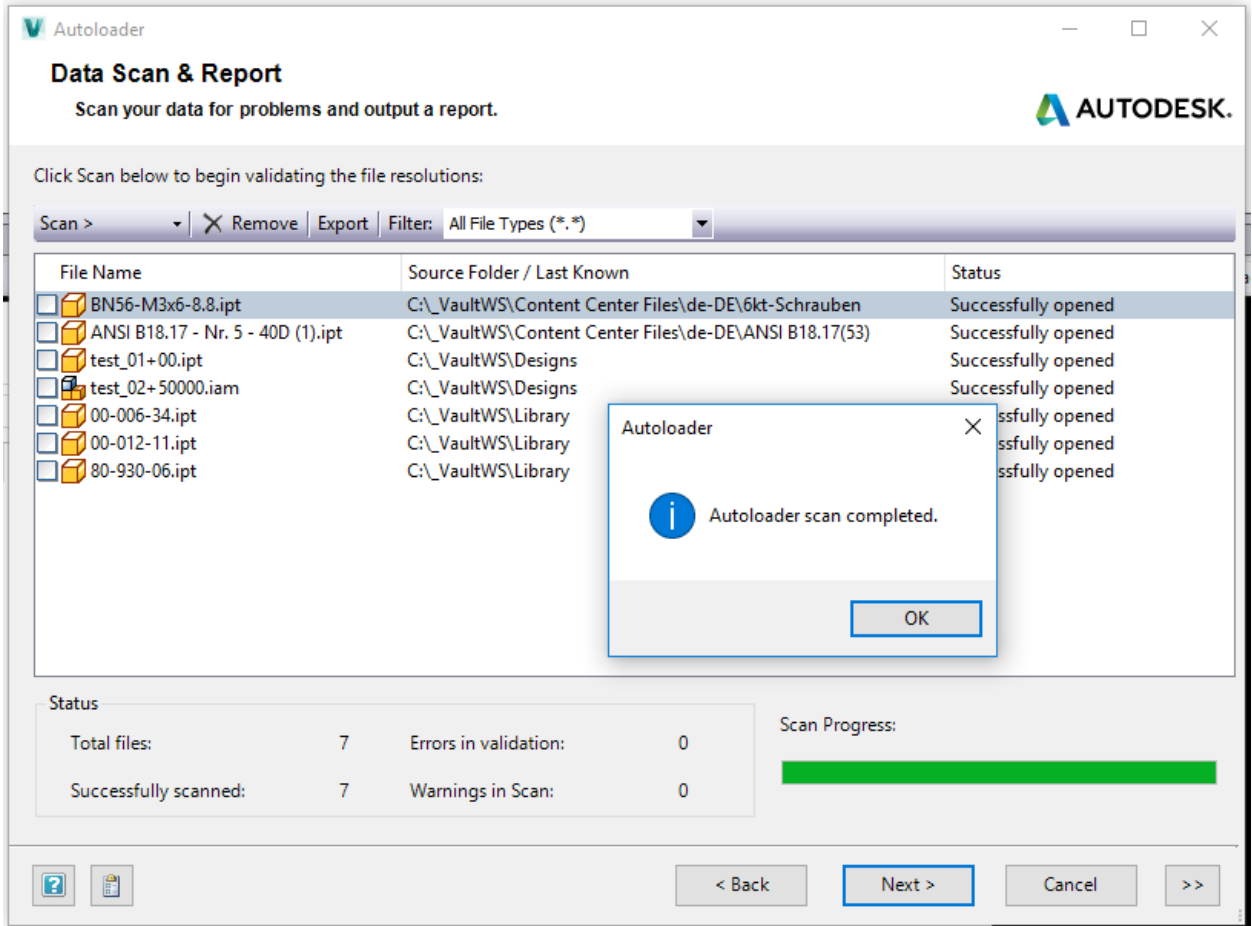 Autoloader
Data Scan & Report
Scan your data for problems and output a report.
AUTODESK.
Click Scan below to begin validating the file resolutions:
Scan > Remove Export Filter: All File Types (*.*)
File Name Source Folder / Last Known Status
BN56-M3x6-8.8.ipt C:\_VaultWS\Content Center Files\de-DE\6kt-Schrauben Successfully opened
ANSI B18.17 - Nr. 5 - 40D (1).ipt C:\_VaultWS\Content Center Files\de-DE\ANSI B18.17(53) Successfully opened
test_01+00.ipt C:\_VaultWS\Designs Successfully opened
test_02+50000.iam C:\_VaultWS\Designs Successfully opened
00-006-34.ipt C:\_VaultWS\Library ssfully opened
00-012-11.ipt C:\_VaultWS\Library ssfully opened
80-930-06.ipt C:\_VaultWS\Library ssfully opened
Autoloader
Autoloader scan completed.
OK
Status
Total files: 7 Errors in validation: 0
Successfully scanned: 7 Warnings in Scan: 0
Scan Progress:
< Back Next > Cancel >>